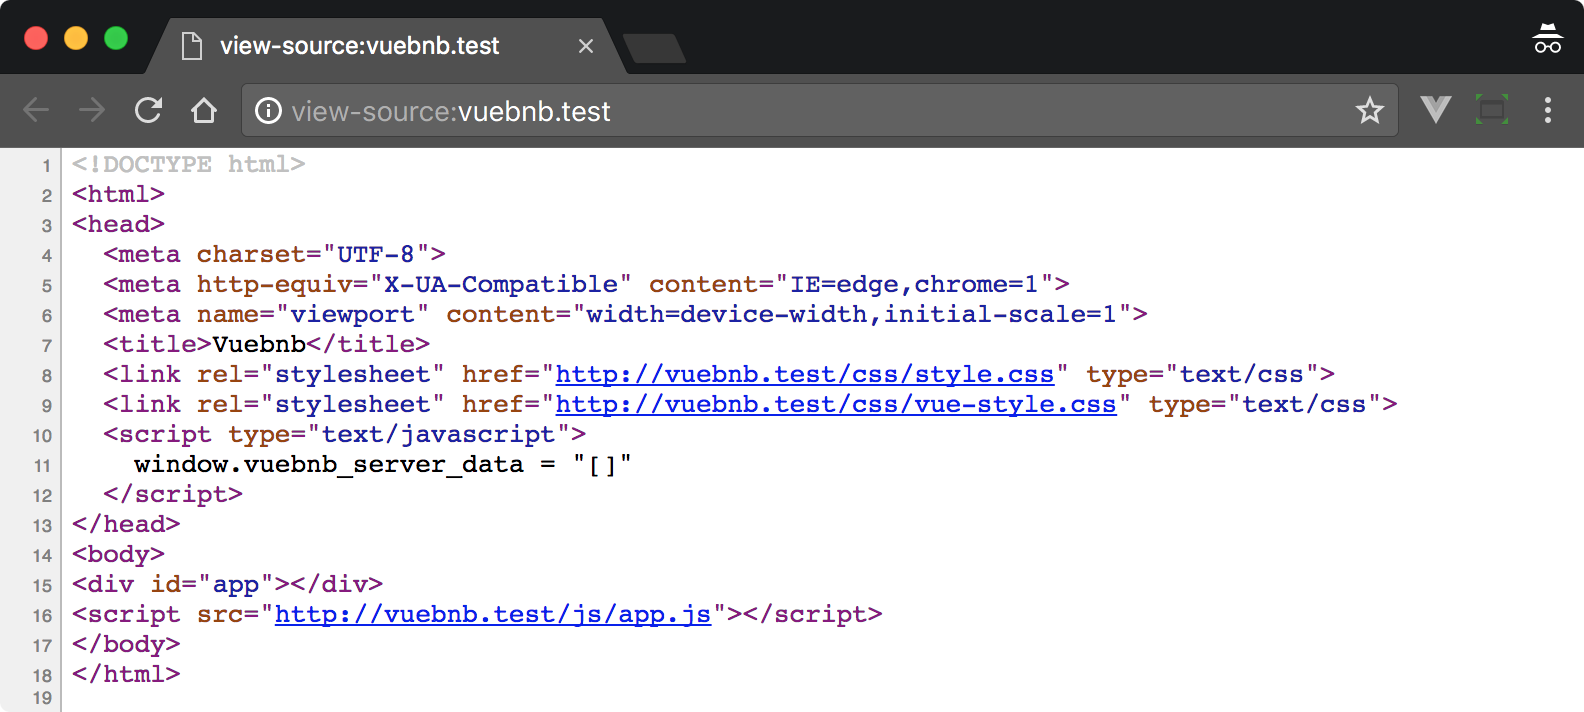 view-source:vuebnb.test
view-source:vuebnb.test
1 <!DOCTYPE html>
2 <html>
3 <head>
4   <meta charset="UTF-8">
5   <meta http-equiv="X-UA-Compatible" content="IE=edge,chrome=1">
6   <meta name="viewport" content="width=device-width,initial-scale=1">
7   <title>Vuebnb</title>
8   <link rel="stylesheet" href="http://vuebnb.test/css/style.css" type="text/css">
9   <link rel="stylesheet" href="http://vuebnb.test/css/vue-style.css" type="text/css">
10   <script type="text/javascript">
11     window.vuebnb_server_data = "[]"
12   </script>
13 </head>
14 <body>
15 <div id="app"></div>
16 <script src="http://vuebnb.test/js/app.js"></script>
17 </body>
18 </html>
19